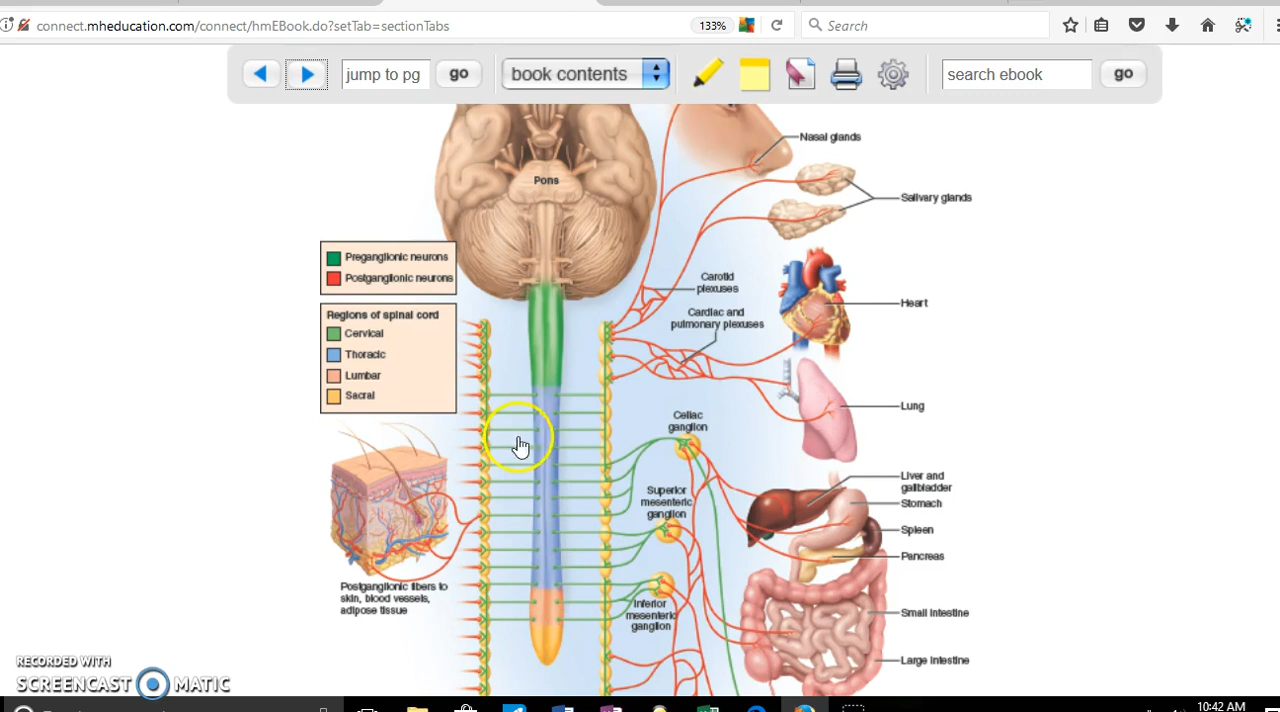 connect.mheducation.com/connect/hmEBook.do?setTab=sectionTabs
133%
Search
jump to pg
go
book contents
search ebook
go
Nasal glands
Pons
Salivary glands
Preganglionic neurons
Postganglionic neurons
Carotid
plexuses
Heart
Regions of spinal cord
Cervical
Thoracic
Lumbar
Sacral
Cardiac and
pulmonary plexuses
Lung
Celiac
ganglion
Liver and
gallbladder
Stomach
Superior
mesenteric
ganglion
Spleen
Pancreas
Postganglionic fibers to
skin, blood vessels,
adipose tissue
Inferior
mesenteric
ganglion
Small intestine
Large intestine
RECORDED WITH
SCREENCAST MATIC
10:42 AM